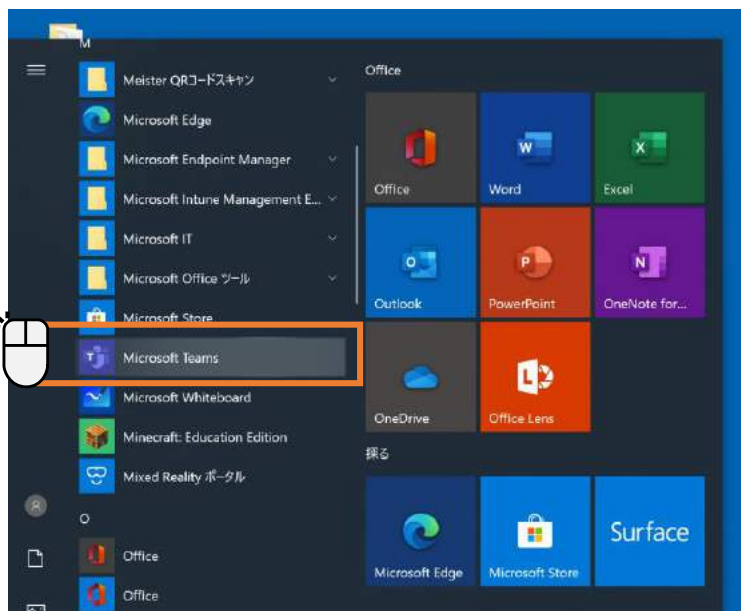 M
Meister QRコードスキャン
Microsoft Edge
Microsoft Endpoint Manager
Microsoft Intune Management E...
Microsoft IT
Microsoft Office ツール
Microsoft Store
Microsoft Teams
Microsoft Whiteboard
Minecraft: Education Edition
Mixed Reality ポータル
O
Office
Office
Office
Office
Word
Excel
Outlook
PowerPoint
OneNote for...
OneDrive
Office Lens
探る
Microsoft Edge
Microsoft Store
Surface